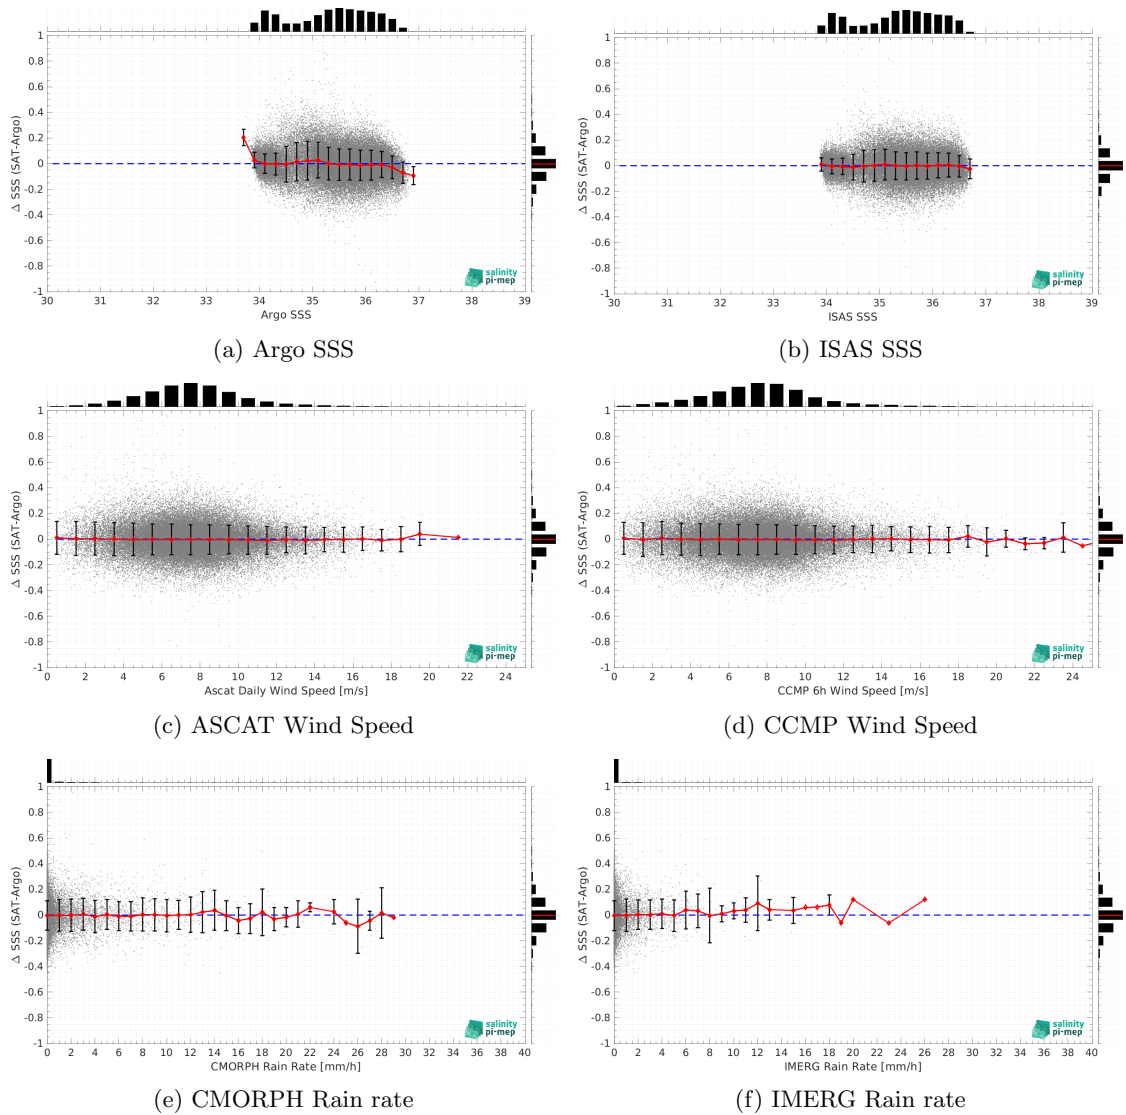 1 0.8 0.6 0.4 0.2 0 -0.2 -0.4 -0.6 -0.8 -1
Δ SSS (SAT-Argo)
salinity
pi-mep
30 31 32 33 34 35 36 37 38 39
Argo SSS
(a) Argo SSS
1 0.8 0.6 0.4 0.2 0 -0.2 -0.4 -0.6 -0.8 -1
Δ SSS (SAT-Argo)
salinity
pi-mep
30 31 32 33 34 35 36 37 38 39
ISAS SSS
(b) ISAS SSS
1 0.8 0.6 0.4 0.2 0 -0.2 -0.4 -0.6 -0.8 -1
Δ SSS (SAT-Argo)
salinity
pi-mep
0 2 4 6 8 10 12 14 16 18 20 22 24
Ascat Daily Wind Speed [m/s]
(c) ASCAT Wind Speed
1 0.8 0.6 0.4 0.2 0 -0.2 -0.4 -0.6 -0.8 -1
Δ SSS (SAT-Argo)
salinity
pi-mep
0 2 4 6 8 10 12 14 16 18 20 22 24
CCMP 6h Wind Speed [m/s]
(d) CCMP Wind Speed
1 0.8 0.6 0.4 0.2 0 -0.2 -0.4 -0.6 -0.8 -1
Δ SSS (SAT-Argo)
salinity
pi-mep
0 2 4 6 8 10 12 14 16 18 20 22 24 26 28 30 32 34 36 38 40
CMORPH Rain Rate [mm/h]
(e) CMORPH Rain rate
1 0.8 0.6 0.4 0.2 0 -0.2 -0.4 -0.6 -0.8 -1
Δ SSS (SAT-Argo)
salinity
pi-mep
0 2 4 6 8 10 12 14 16 18 20 22 24 26 28 30 32 34 36 38 40
IMERG Rain Rate [mm/h]
(f) IMERG Rain rate